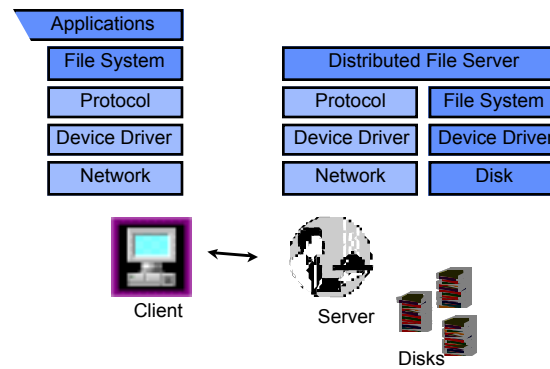 Applications
File System
Distributed File Server
Protocol
Protocol
File System
Device Driver
Device Driver
Device Driver
Network
Network
Disk
Client
Server
Disks